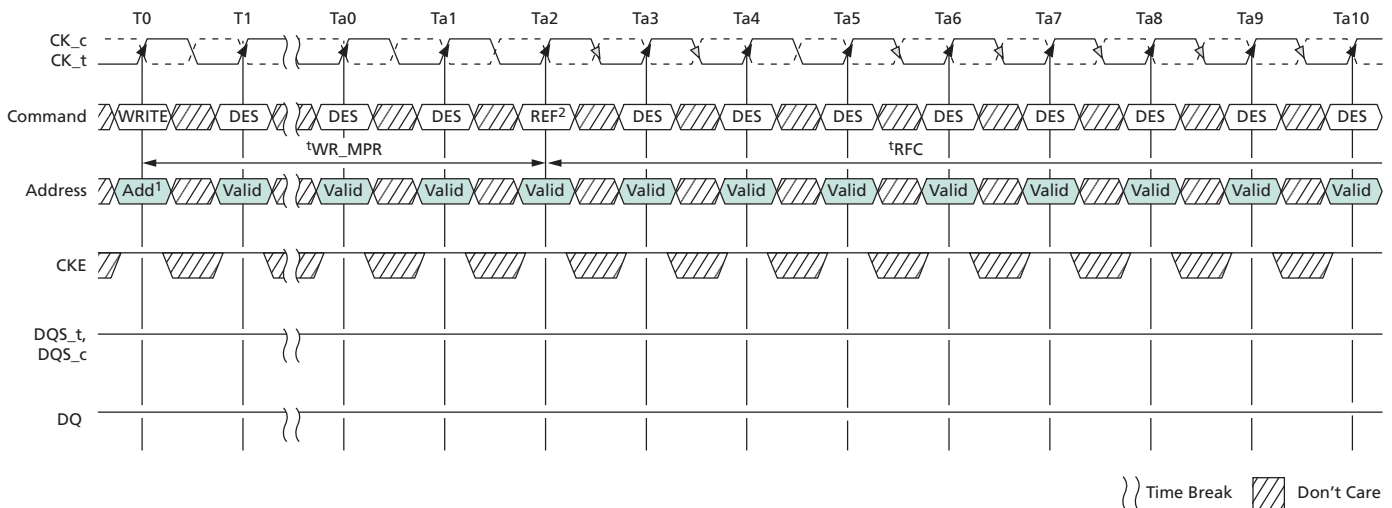 T0 T1 Ta0 Ta1 Ta2 Ta3 Ta4 Ta5 Ta6 Ta7 Ta8 Ta9 Ta10
CK_c
CK_t
Command WRITE DES DES DES REF² DES DES DES DES DES DES DES DES
ᵗWR_MPR ᵗRFC
Address Add¹ Valid Valid Valid Valid Valid Valid Valid Valid Valid Valid Valid Valid
CKE
DQS_t,
DQS_c
DQ
Time Break Don't Care